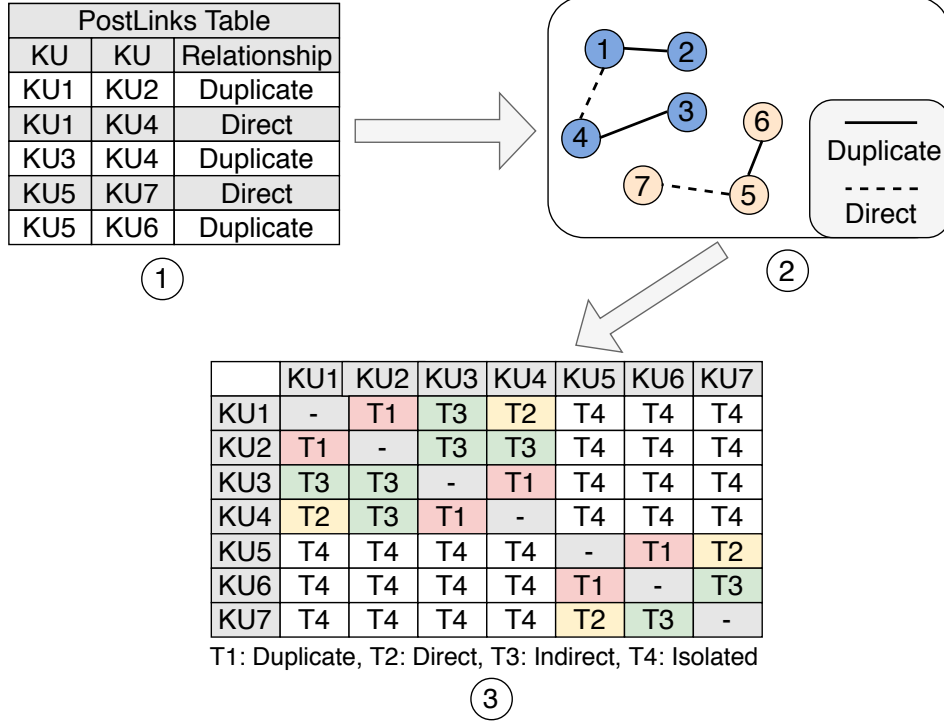 PostLinks Table
KU KU Relationship
KU1 KU2 Duplicate
KU1 KU4 Direct
KU3 KU4 Duplicate
KU5 KU7 Direct
KU5 KU6 Duplicate
1
1 2
3
4
6
7 5
Duplicate
Direct
2
KU1 KU2 KU3 KU4 KU5 KU6 KU7
KU1 - T1 T3 T2 T4 T4 T4
KU2 T1 - T3 T3 T4 T4 T4
KU3 T3 T3 - T1 T4 T4 T4
KU4 T2 T3 T1 - T4 T4 T4
KU5 T4 T4 T4 T4 - T1 T2
KU6 T4 T4 T4 T4 T1 - T3
KU7 T4 T4 T4 T4 T2 T3 -
T1: Duplicate, T2: Direct, T3: Indirect, T4: Isolated
3